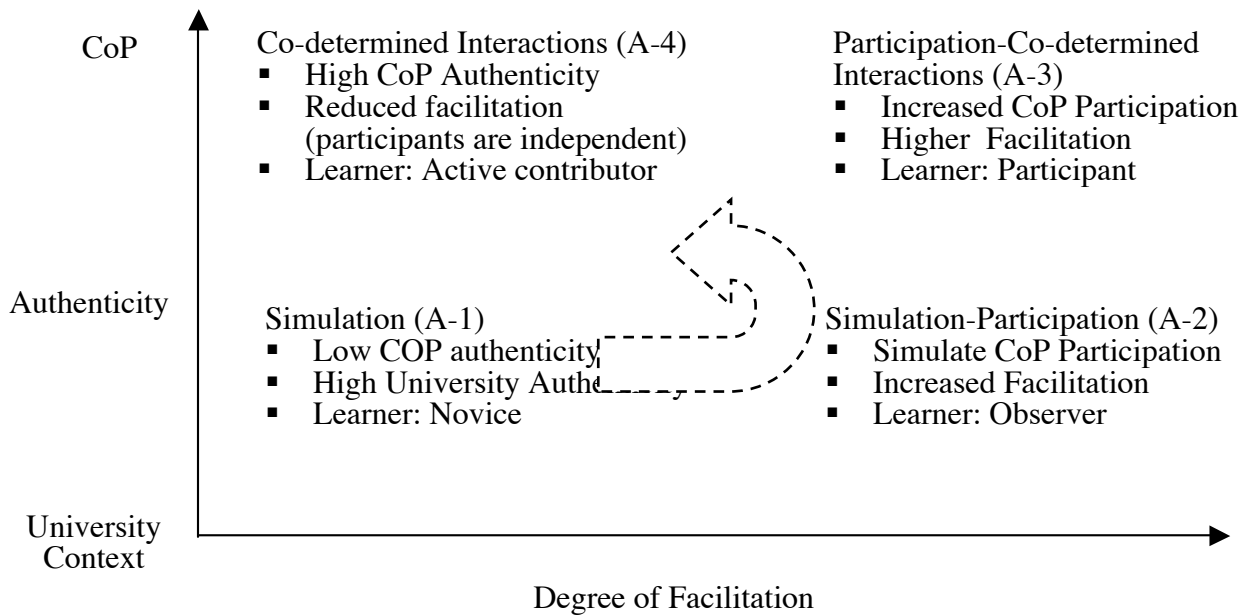 CoP
Co-determined Interactions (A-4)
▪ High CoP Authenticity
▪ Reduced facilitation
(participants are independent)
▪ Learner: Active contributor
Participation-Co-determined
Interactions (A-3)
▪ Increased CoP Participation
▪ Higher Facilitation
▪ Learner: Participant
Authenticity
Simulation (A-1)
▪ Low COP authenticity
▪ High University
▪ Learner: Novice
Simulation-Participation (A-2)
▪ Simulate CoP Participation
▪ Increased Facilitation
▪ Learner: Observer
University
Context
Degree of Facilitation